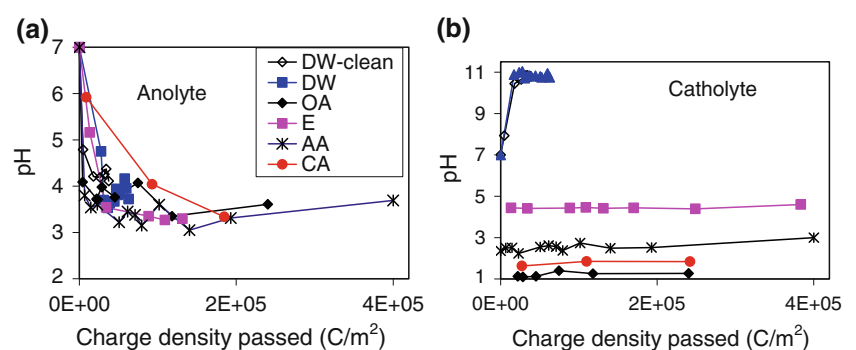 (a)
pH
7
6
5
4
3
2
0E+00
2E+05
4E+05
Charge density passed (C/m²)
Anolyte
DW-clean
DW
OA
E
AA
CA
(b)
pH
11
9
7
5
3
1
0E+00
2E+05
4E+05
Charge density passed (C/m²)
Catholyte